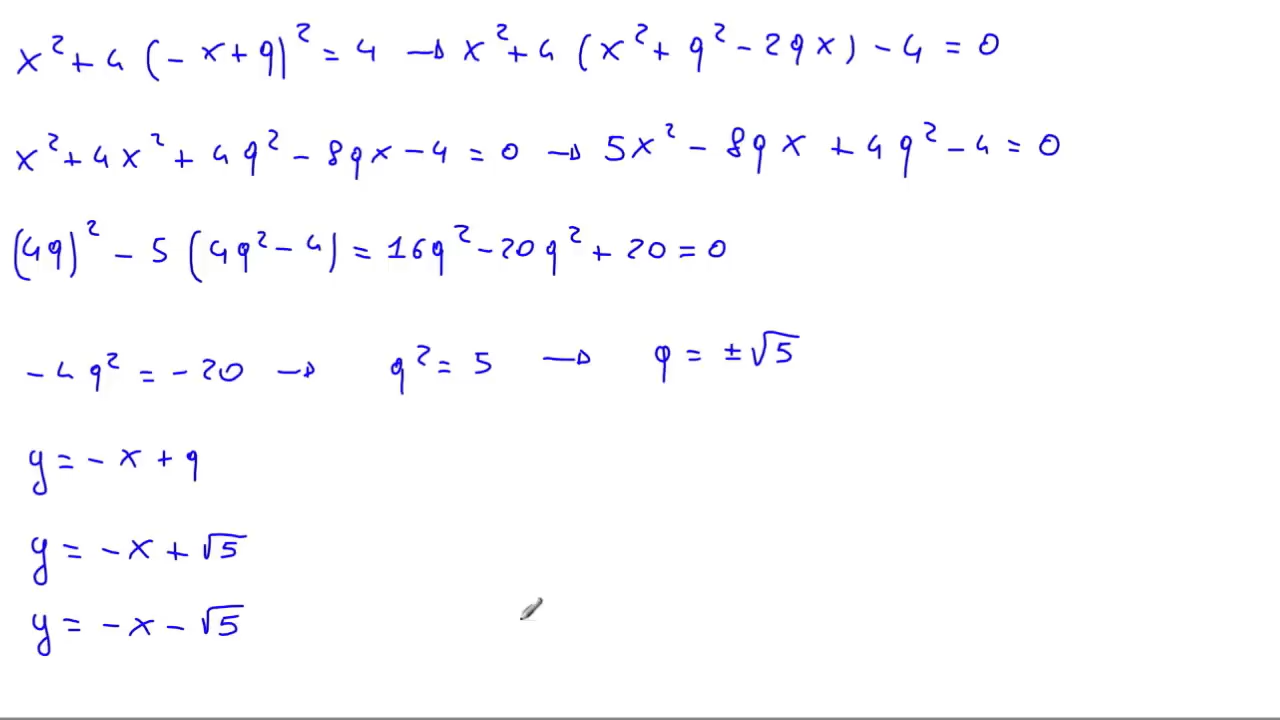 x² + 4 (-x+q)² = 4 → x² + 4 (x² + q² - 2qx) - 4 = 0
x² + 4x² + 4q² - 8qx - 4 = 0 → 5x² - 8qx + 4q² - 4 = 0
(4q)² - 5 (4q² - 4) = 16q² - 20q² + 20 = 0
-4q² = -20 → q² = 5 → q = ±√5
y = -x + q
y = -x + √5
y = -x - √5